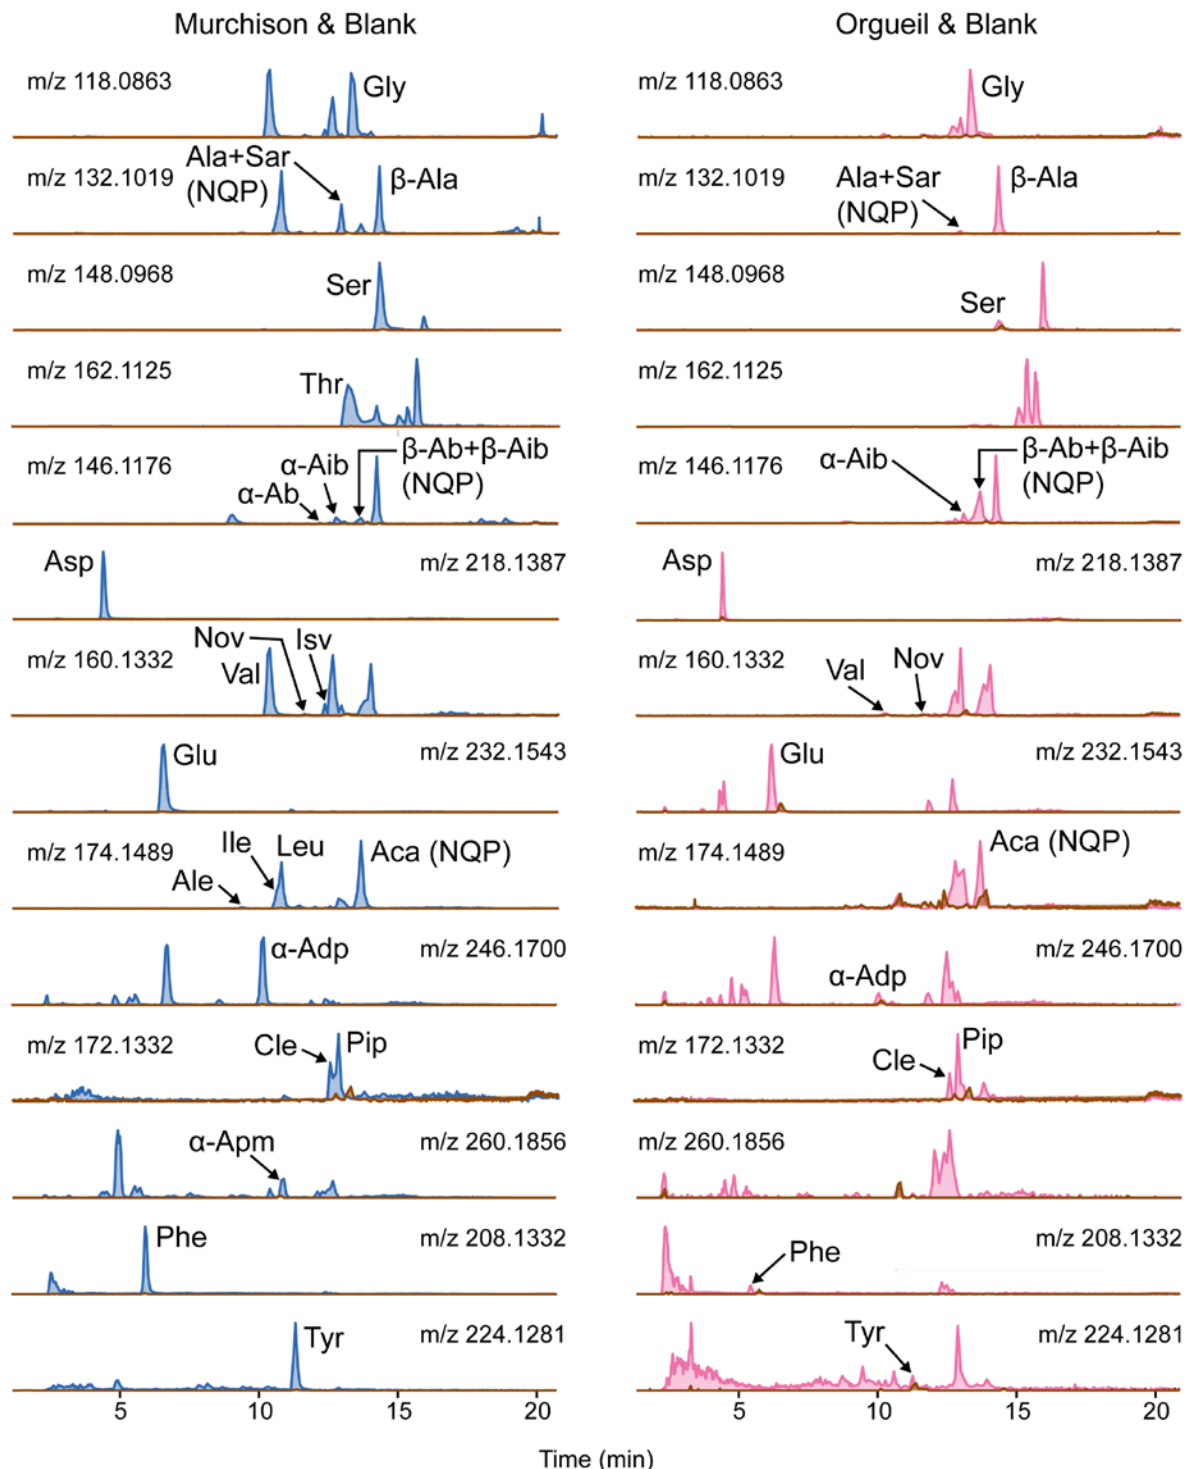 Murchison & Blank
m/z 118.0863
Gly
Ala+Sar
(NQP)
m/z 132.1019
β-Ala
m/z 148.0968
Ser
m/z 162.1125
Thr
m/z 146.1176
α-Ab
α-Aib
β-Ab+β-Aib
(NQP)
Asp
m/z 218.1387
m/z 160.1332
Nov
Isv
Val
Glu
m/z 232.1543
m/z 174.1489
Ale
Ile
Leu
Aca (NQP)
α-Adp
m/z 246.1700
m/z 172.1332
Cle
Pip
α-Apm
m/z 260.1856
Phe
m/z 208.1332
Tyr
m/z 224.1281
5 10 15 20
Orgueil & Blank
m/z 118.0863
Gly
m/z 132.1019
Ala+Sar
(NQP)
β-Ala
m/z 148.0968
Ser
m/z 162.1125
m/z 146.1176
α-Aib
β-Ab+β-Aib
(NQP)
Asp
m/z 218.1387
m/z 160.1332
Val
Nov
m/z 232.1543
Glu
m/z 174.1489
Aca (NQP)
α-Adp
m/z 246.1700
m/z 172.1332
Cle
Pip
m/z 260.1856
Phe
m/z 208.1332
Tyr
m/z 224.1281
5 10 15 20
Time (min)